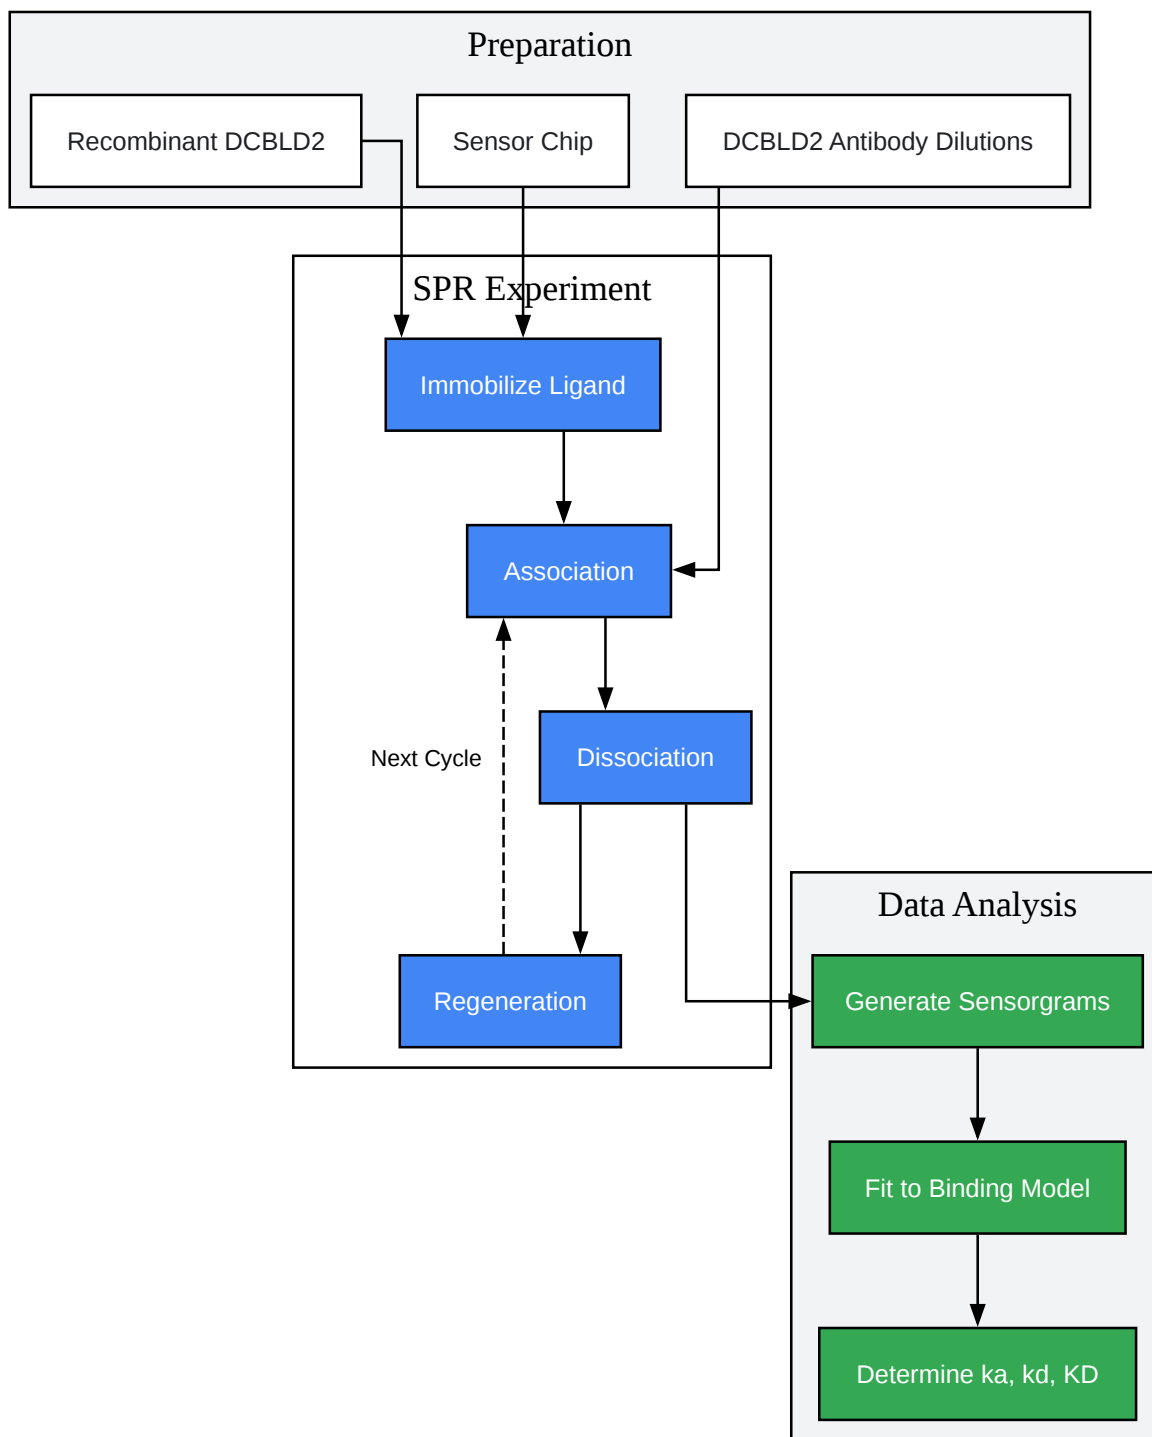 Preparation
Recombinant DCBLD2
Sensor Chip
DCBLD2 Antibody Dilutions
SPR Experiment
Immobilize Ligand
Association
Next Cycle
Dissociation
Regeneration
Data Analysis
Generate Sensorgrams
Fit to Binding Model
Determine ka, kd, KD